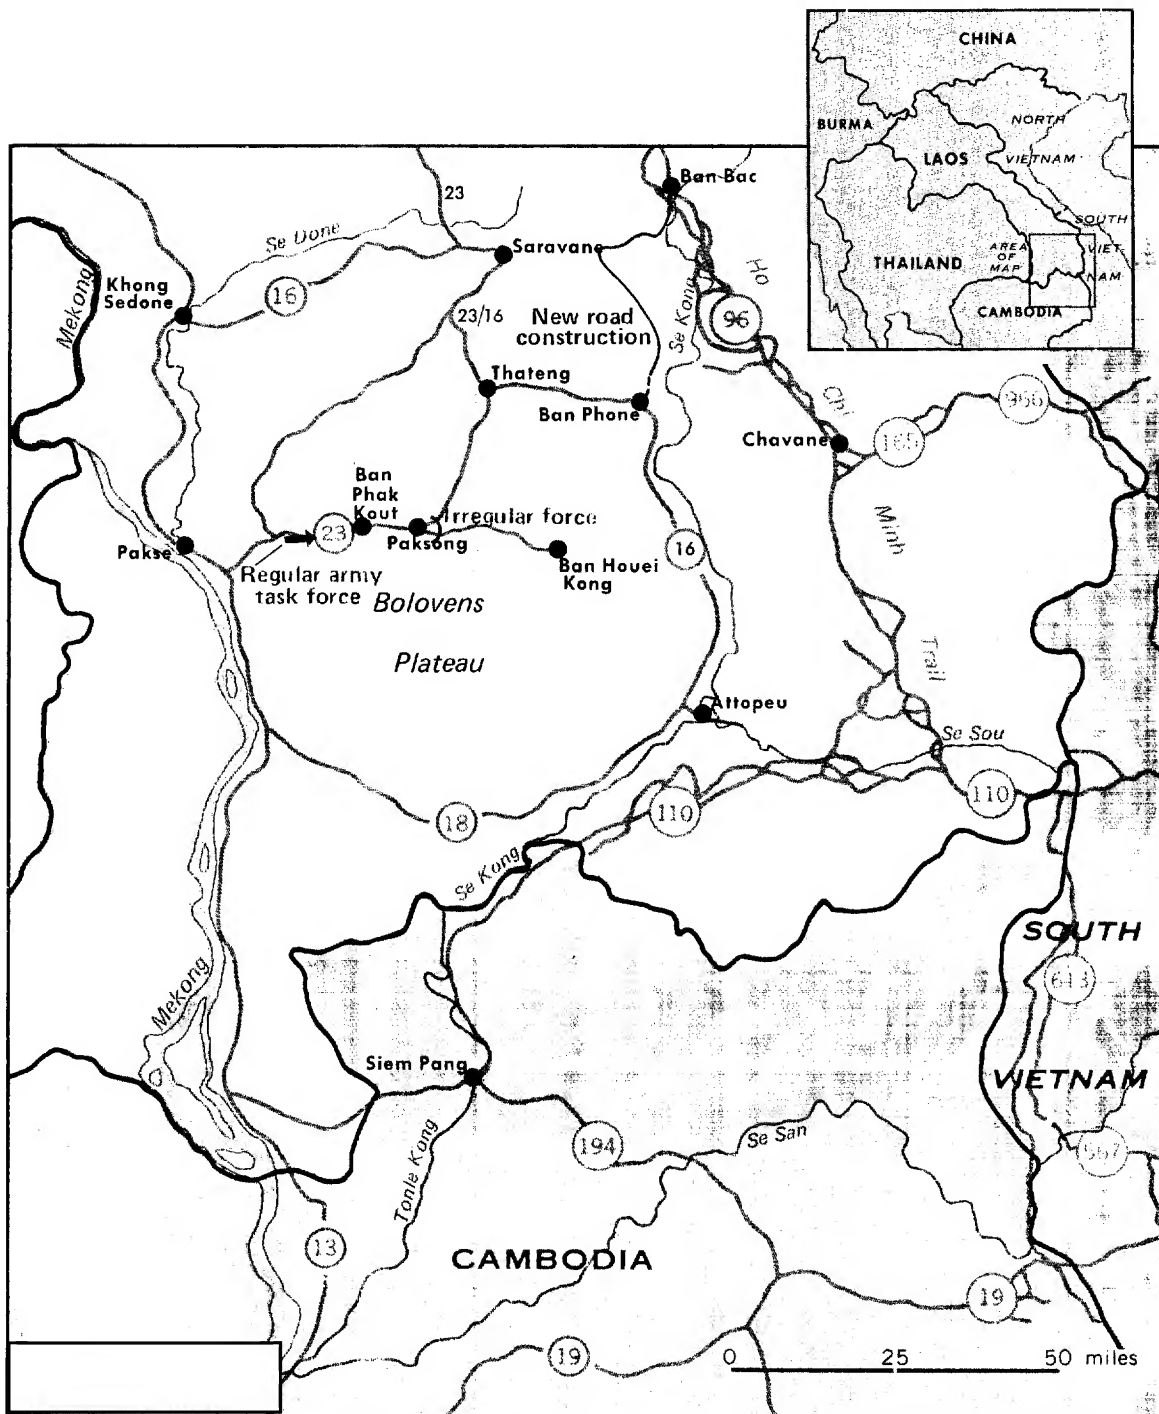 CHINA
BURMA
NORTH
VIETNAM
LAOS
SOUTH
VIET-
NAM
AREA
OF
MAP
THAILAND
CAMBODIA
Ban Bac
23
Se Done
Saravane
Ho
Mekong
Khong
Sedone
16
23/16
New road
construction
Se Kong
96
Thateng
Ban Phone
Chi
966
Chavane
165
Ban
Phak
Kout
Irregular force
Minh
23
Paksong
Pakse
16
Ban Houei
Kong
Regular army
task force
Bolovens
Plateau
Trail
Attopeu
Se Sou
110
110
18
Se Kong
SOUTH
Mekong
613
Siem Pang
VIETNAM
194
Se San
567
Tonle Kong
13
CAMBODIA
19
19
0 25 50 miles